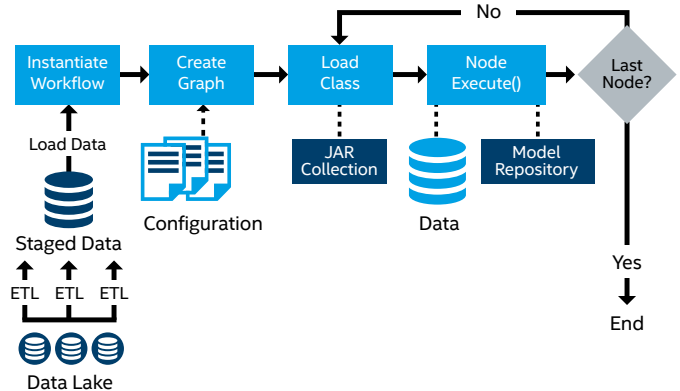 No
Instantiate
Workflow
Create
Graph
Load
Class
Node
Execute()
Last
Node?
Load Data
JAR
Collection
Model
Repository
Configuration
Data
Staged Data
Yes
ETL
ETL
ETL
End
Data Lake